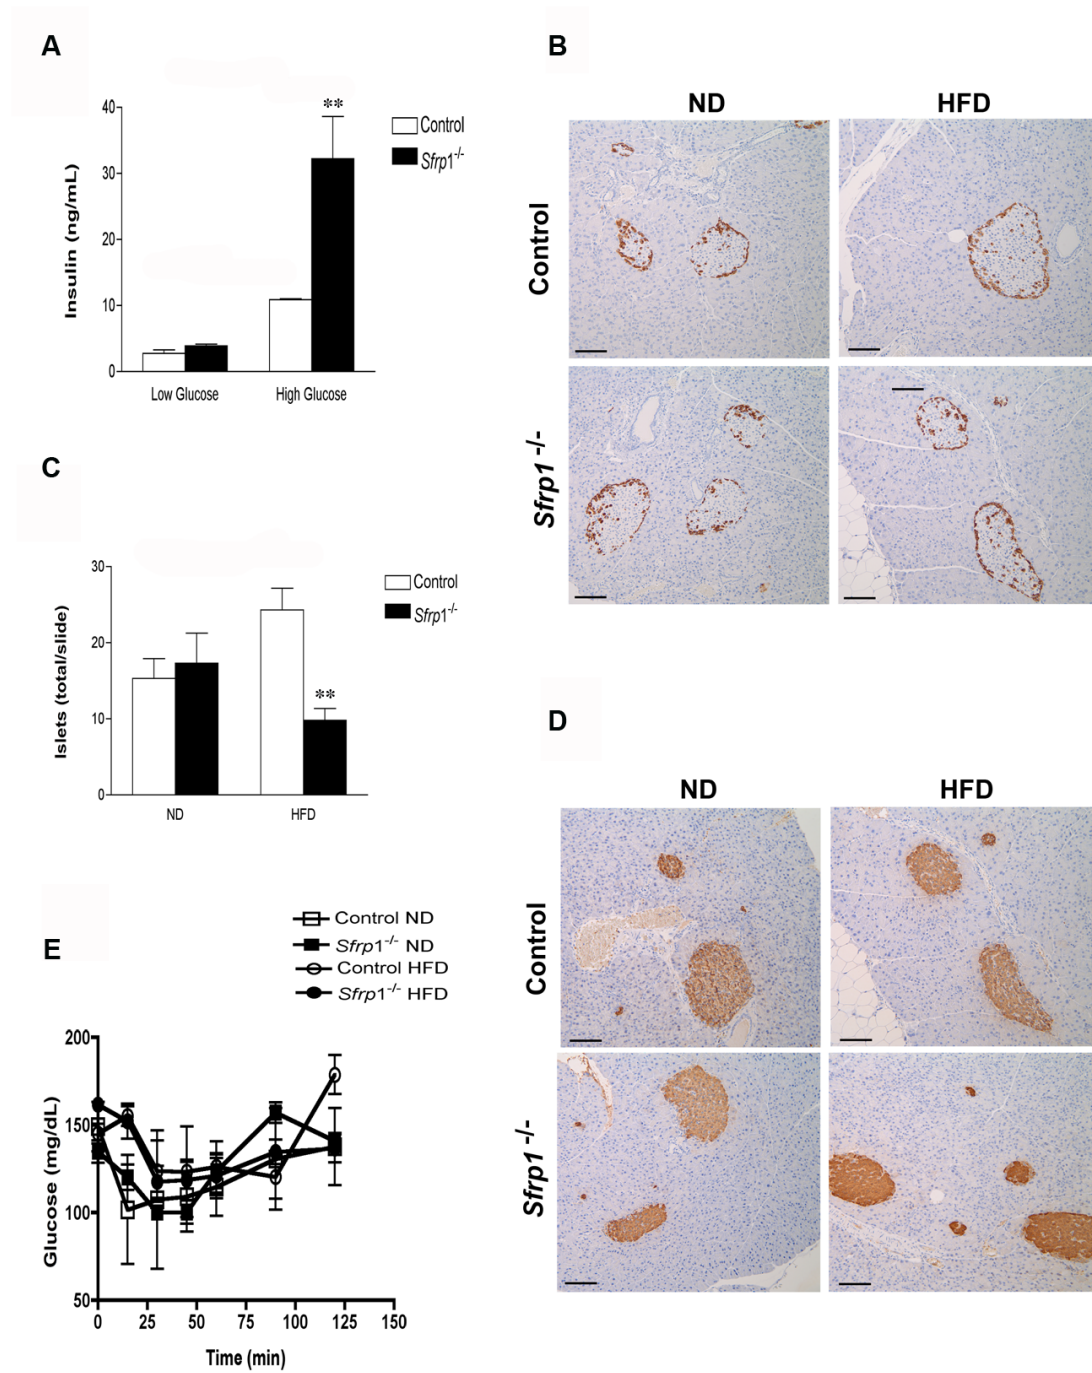 A
**
40
30
20
10
0
Insulin (ng/mL)
Low Glucose
High Glucose
Control
Sfrp1-/-
B
ND
HFD
Control
Sfrp1 -/-
C
30
20
10
0
Islets (total/slide)
**
ND
HFD
Control
Sfrp1-/-
D
ND
HFD
Control
Sfrp1 -/-
E
Control ND
Sfrp1-/- ND
Control HFD
Sfrp1-/- HFD
200
150
100
50
Glucose (mg/dL)
0
25
50
75
100
125
150
Time (min)